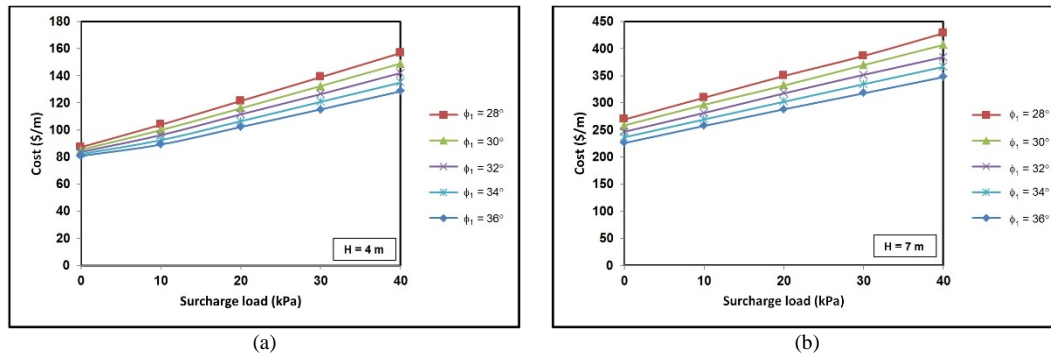 180
160
140
120
100
80
60
40
20
0
Cost ($/m)
0 10 20 30 40
Surcharge load (kPa)
H = 4 m
ϕ₁ = 28°
ϕ₁ = 30°
ϕ₁ = 32°
ϕ₁ = 34°
ϕ₁ = 36°
(a)
450
400
350
300
250
200
150
100
50
0
Cost ($/m)
0 10 20 30 40
Surcharge load (kPa)
H = 7 m
ϕ₁ = 28°
ϕ₁ = 30°
ϕ₁ = 32°
ϕ₁ = 34°
ϕ₁ = 36°
(b)